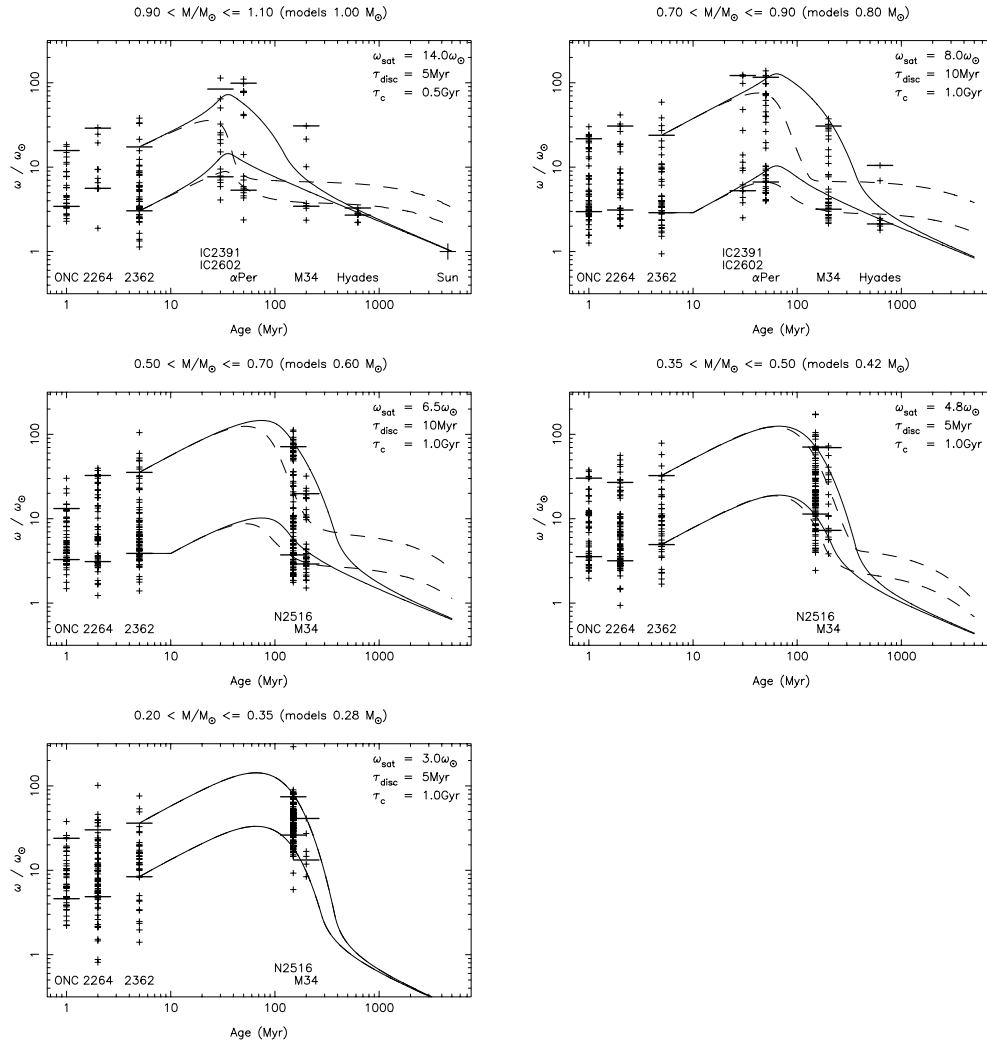 0.90 < M/M⊙ <= 1.10 (models 1.00 M⊙)
ω / ω⊙
100
10
1
ωsat = 14.0ω⊙
τdisc = 5Myr
τc = 0.5Gyr
IC2391
IC2602
ONC 2264 2362 αPer M34 Hyades Sun
1 10 100 1000
Age (Myr)
0.70 < M/M⊙ <= 0.90 (models 0.80 M⊙)
ω / ω⊙
100
10
1
ωsat = 8.0ω⊙
τdisc = 10Myr
τc = 1.0Gyr
IC2391
IC2602
ONC 2264 2362 αPer M34 Hyades
1 10 100 1000
Age (Myr)
0.50 < M/M⊙ <= 0.70 (models 0.60 M⊙)
ω / ω⊙
100
10
1
ωsat = 6.5ω⊙
τdisc = 10Myr
τc = 1.0Gyr
N2516
ONC 2264 2362 M34
1 10 100 1000
Age (Myr)
0.35 < M/M⊙ <= 0.50 (models 0.42 M⊙)
ω / ω⊙
100
10
1
ωsat = 4.8ω⊙
τdisc = 5Myr
τc = 1.0Gyr
N2516
ONC 2264 2362 M34
1 10 100 1000
Age (Myr)
0.20 < M/M⊙ <= 0.35 (models 0.28 M⊙)
ω / ω⊙
100
10
1
ωsat = 3.0ω⊙
τdisc = 5Myr
τc = 1.0Gyr
N2516
ONC 2264 2362 M34
1 10 100 1000
Age (Myr)